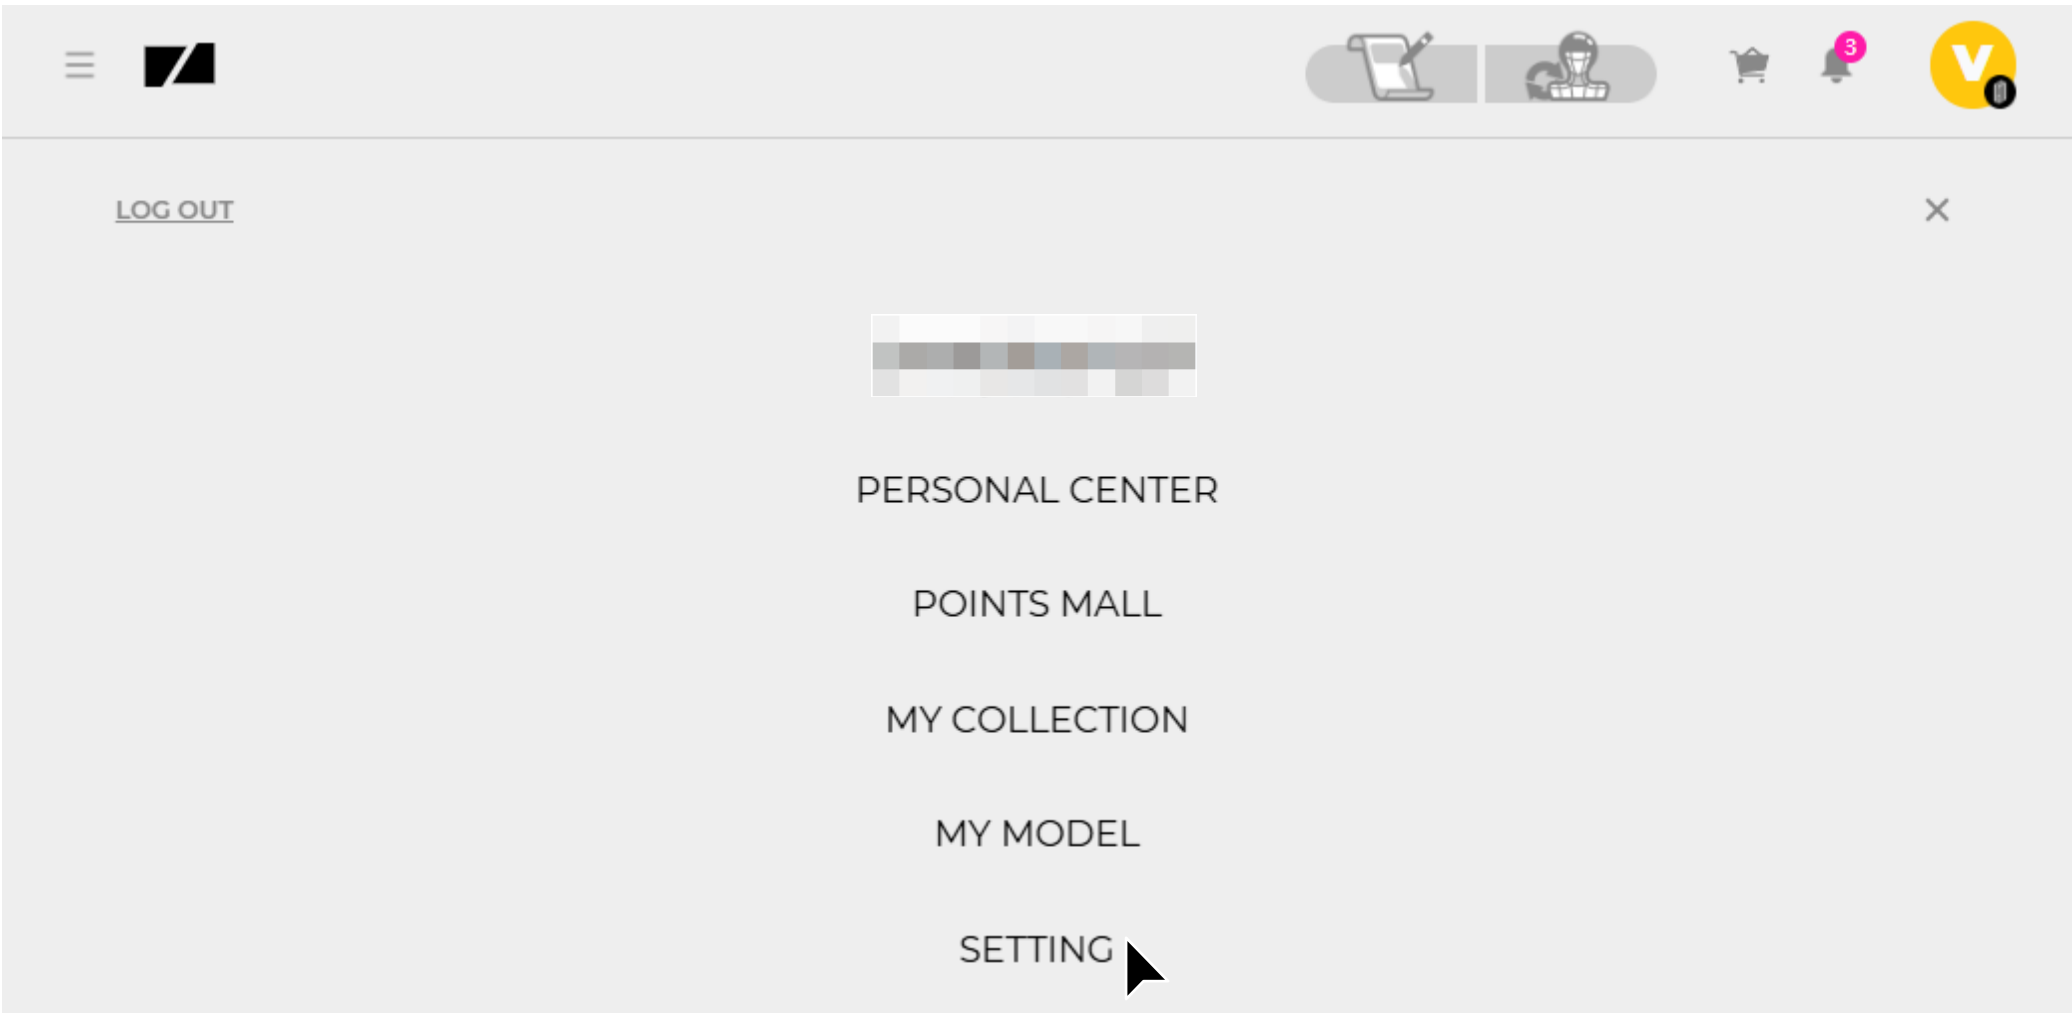 3
V
LOG OUT
PERSONAL CENTER
POINTS MALL
MY COLLECTION
MY MODEL
SETTING